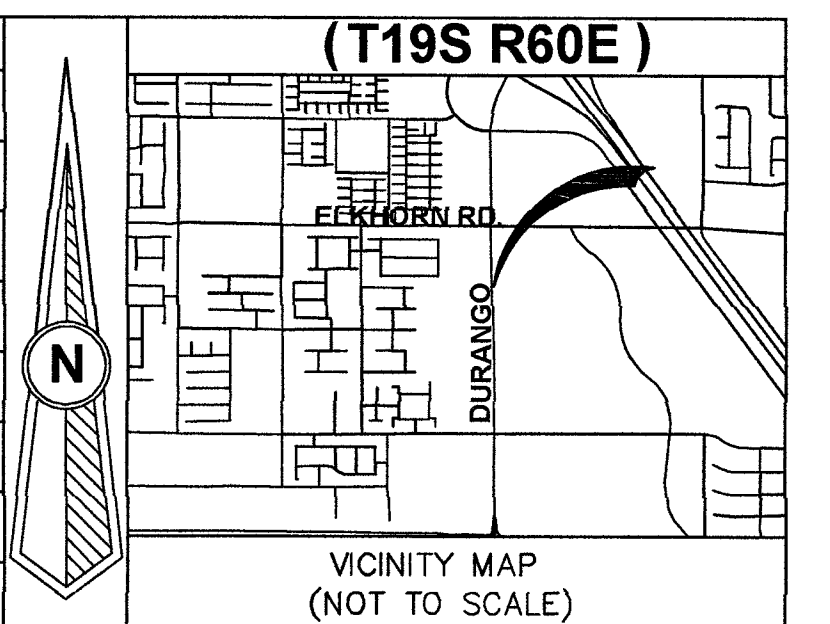 (T19S R60E)
ELKHORN RD.
DURANGO
N
VICINITY MAP
(NOT TO SCALE)